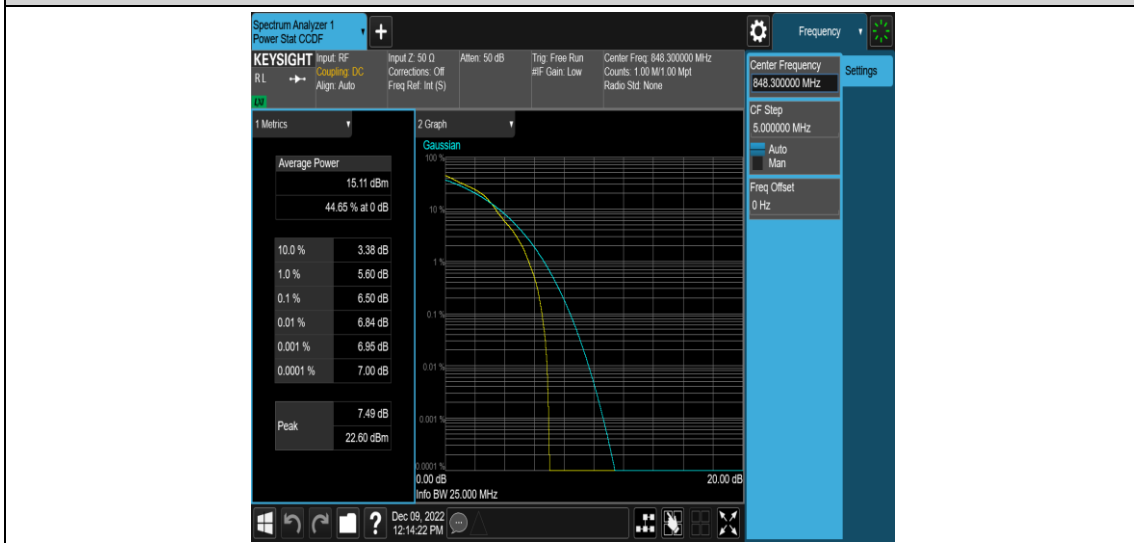 Spectrum Analyzer 1
Power Stat CCDF
+
Frequency
KEYSIGHT
RL
LXI
Input: RF
Coupling: DC
Align: Auto
Input Z: 50 Ω
Corrections: Off
Freq Ref: Int (S)
Atten: 50 dB
Trig: Free Run
#IF Gain: Low
Center Freq: 848.300000 MHz
Counts: 1.00 M/1.00 Mpt
Radio Std: None
Center Frequency
848.300000 MHz
Settings
CF Step
5.000000 MHz
Auto
Man
Freq Offset
0 Hz
1 Metrics
Average Power
15.11 dBm
44.65 % at 0 dB
10.0 % 3.38 dB
1.0 % 5.60 dB
0.1 % 6.50 dB
0.01 % 6.84 dB
0.001 % 6.95 dB
0.0001 % 7.00 dB
Peak
7.49 dB
22.60 dBm
2 Graph
Gaussian
100 %
10 %
1 %
0.1 %
0.01 %
0.001 %
0.0001 %
0.00 dB 20.00 dB
Info BW 25.000 MHz
?
Dec 09, 2022
12:14:22 PM